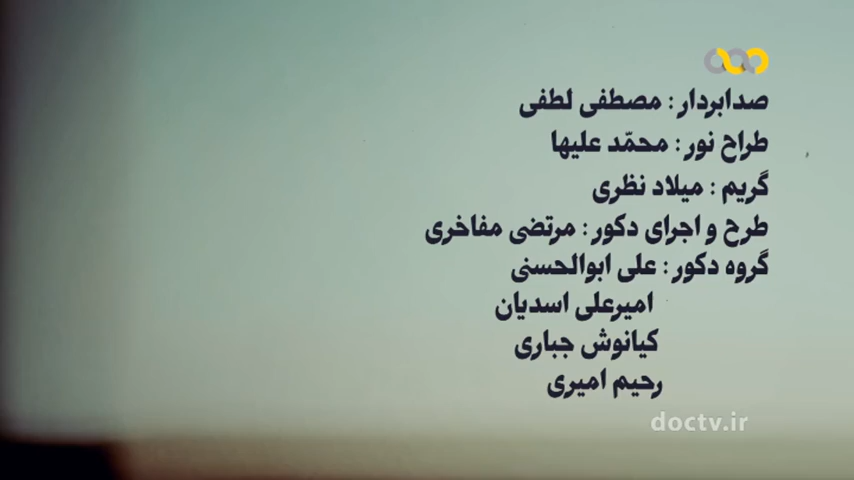 صدابردار : مصطفی لطفی
طراح نور : محمّد علیها
گریم : میلاد نظری
طرح و اجرای دکور : مرتضی مفاخری
گروه دکور : علی ابوالحسنی
امیرعلی اسدیان
کیانوش جباری
رحیم امیری
doctv.ir